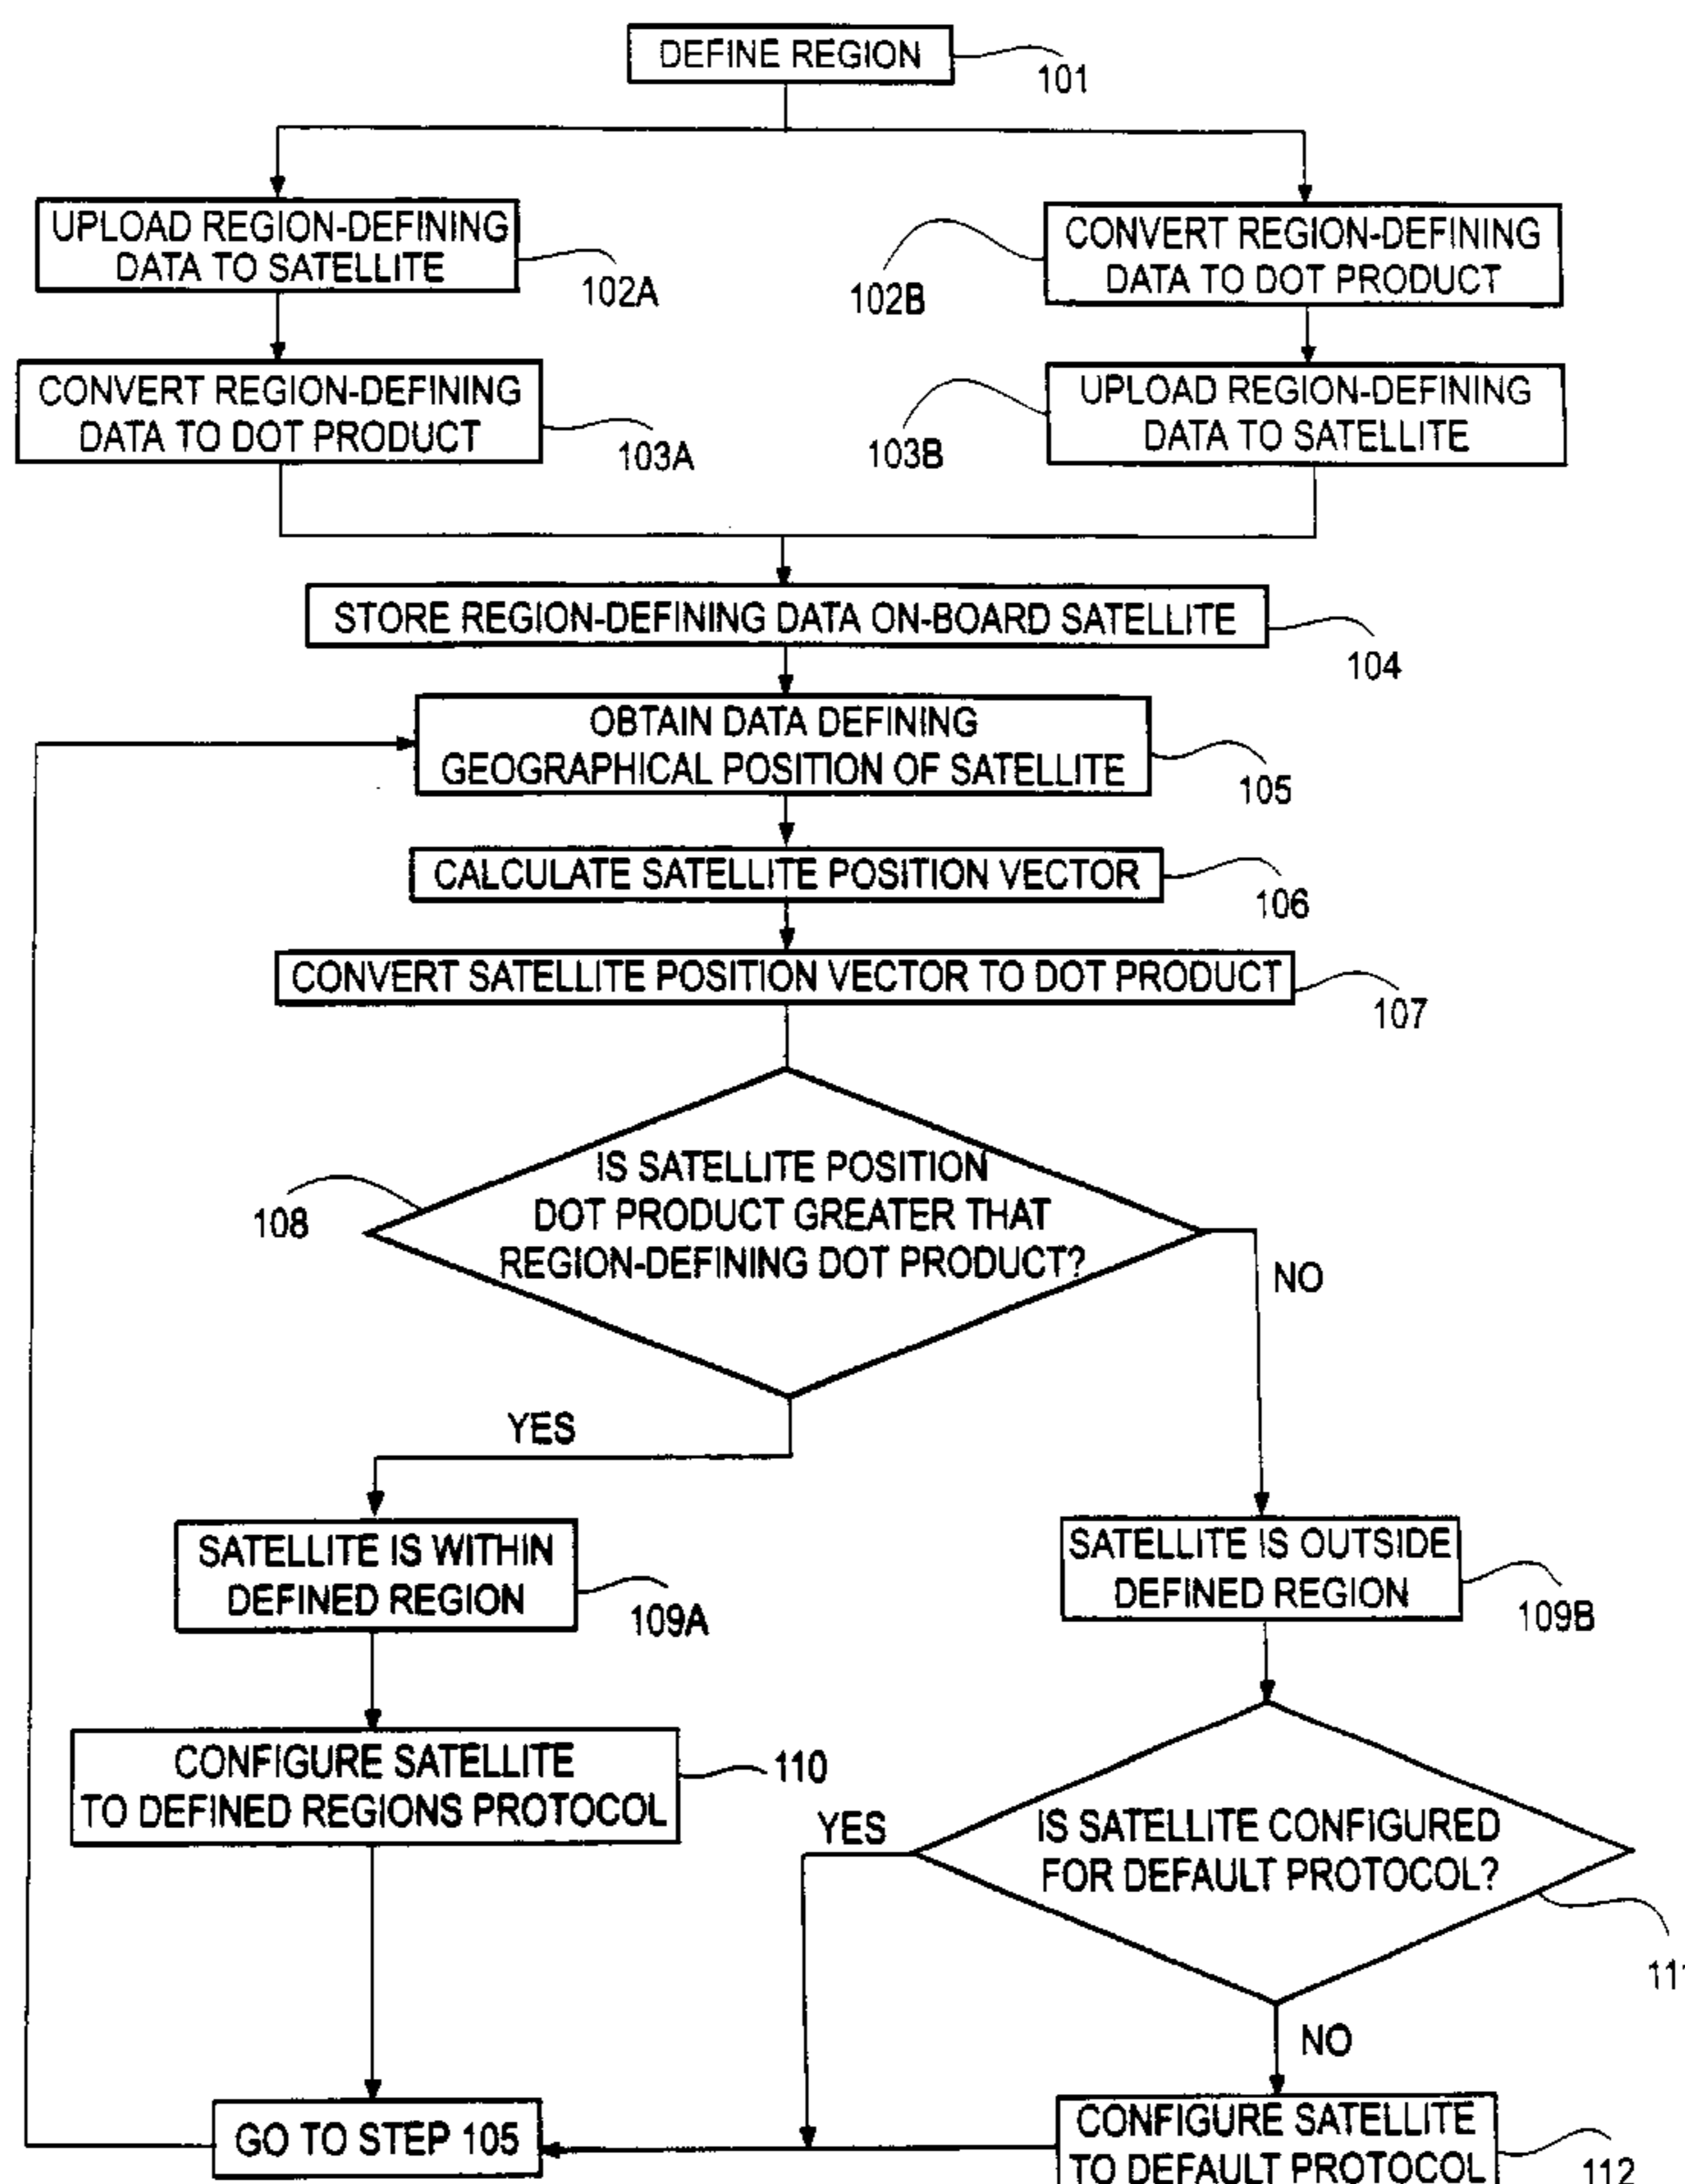 DEFINE REGION
101
UPLOAD REGION-DEFINING
DATA TO SATELLITE
102A
CONVERT REGION-DEFINING
DATA TO DOT PRODUCT
102B
CONVERT REGION-DEFINING
DATA TO DOT PRODUCT
103A
UPLOAD REGION-DEFINING
DATA TO SATELLITE
103B
STORE REGION-DEFINING DATA ON-BOARD SATELLITE
104
OBTAIN DATA DEFINING
GEOGRAPHICAL POSITION OF SATELLITE
105
CALCULATE SATELLITE POSITION VECTOR
106
CONVERT SATELLITE POSITION VECTOR TO DOT PRODUCT
107
IS SATELLITE POSITION
DOT PRODUCT GREATER THAT
REGION-DEFINING DOT PRODUCT?
108
NO
YES
SATELLITE IS WITHIN
DEFINED REGION
109A
SATELLITE IS OUTSIDE
DEFINED REGION
109B
CONFIGURE SATELLITE
TO DEFINED REGIONS PROTOCOL
110
YES
IS SATELLITE CONFIGURED
FOR DEFAULT PROTOCOL?
NO
GO TO STEP 105
CONFIGURE SATELLITE
TO DEFAULT PROTOCOL
112